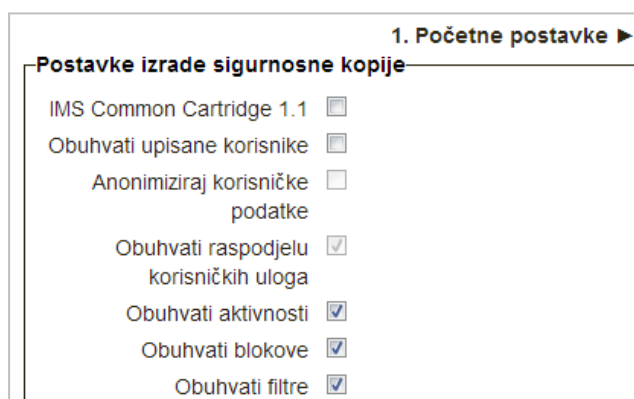 1. Početne postavke ►
Postavke izrade sigurnosne kopije
IMS Common Cartridge 1.1
Obuhvati upisane korisnike
Anonimiziraj korisničke
podatke
Obuhvati raspodjelu
korisničkih uloga
Obuhvati aktivnosti
Obuhvati blokove
Obuhvati filtre